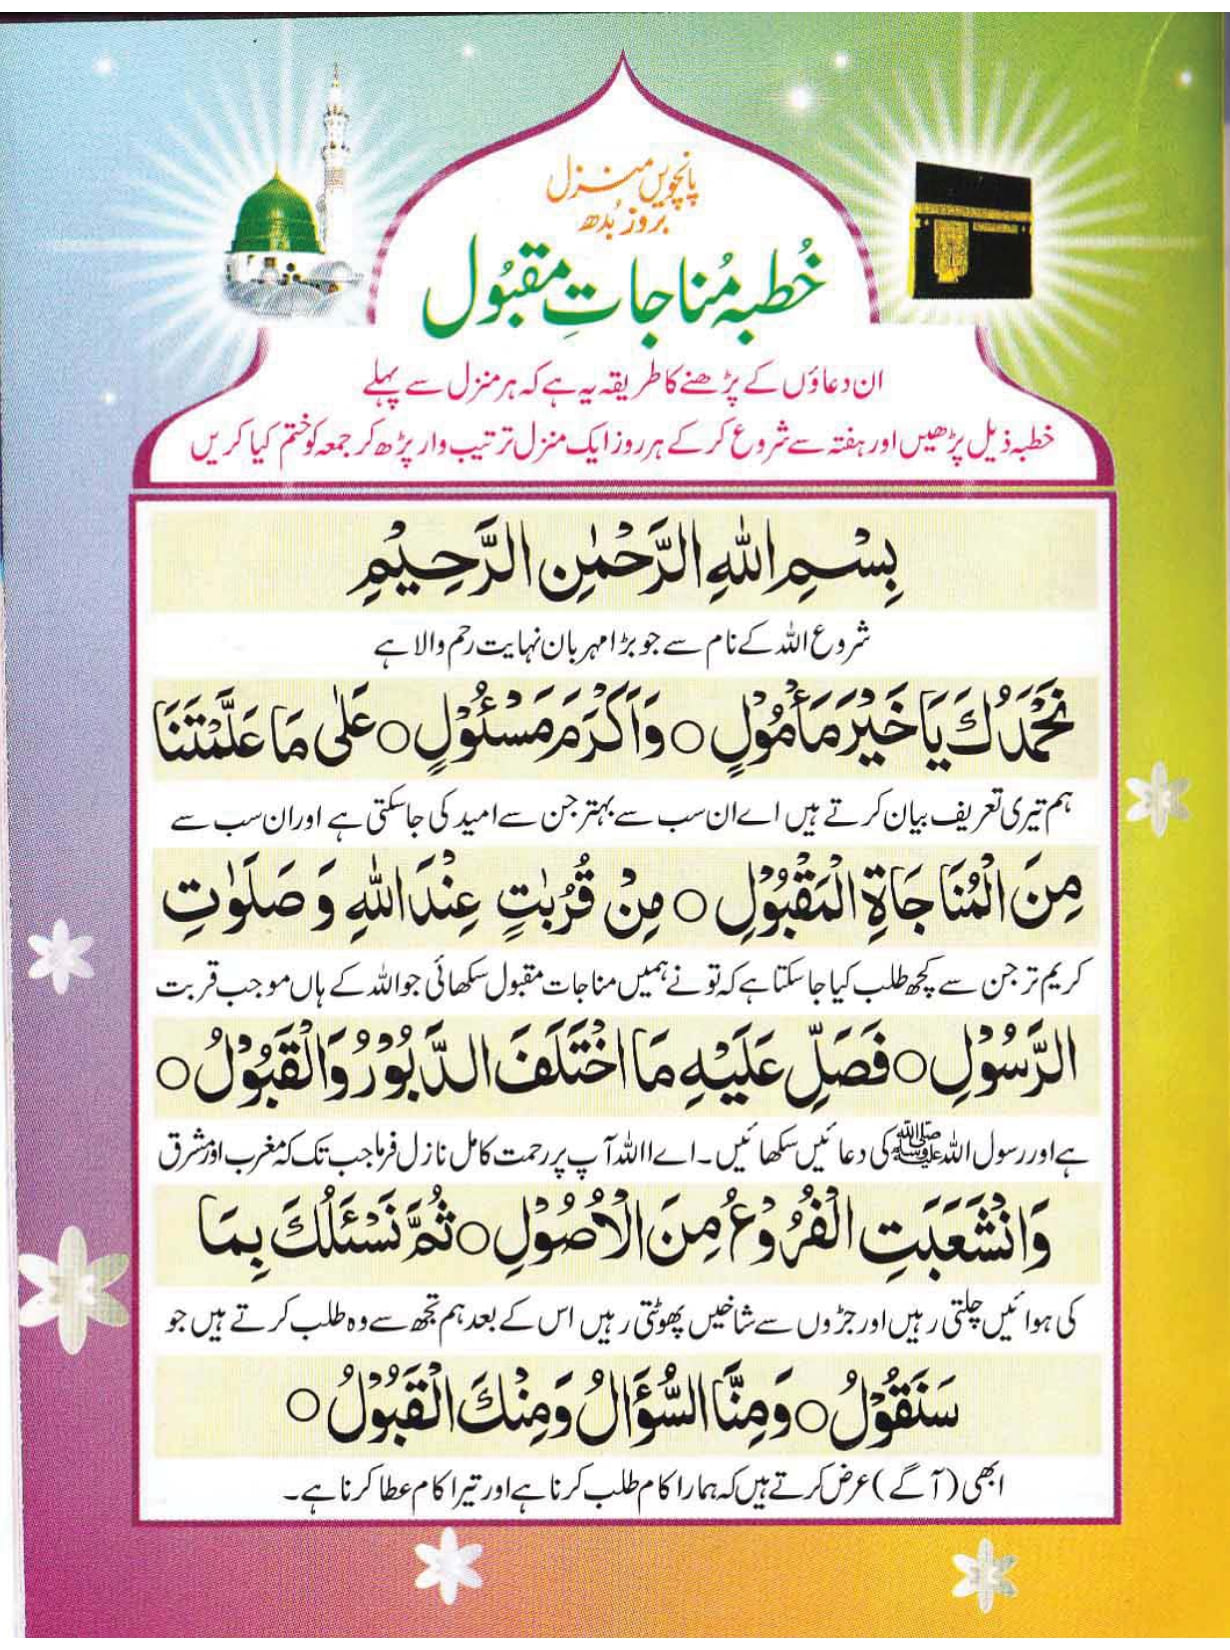 پانچویں منزل
بروز بُدھ
خُطبہ مُناجاتِ مقبُول
ان دعاؤں کے پڑھنے کا طریقہ یہ ہے کہ ہر منزل سے پہلے
خطبہ ذیل پڑھیں اور ہفتہ سے شروع کر کے ہر روز ایک منزل ترتیب وار پڑھ کر جمعہ کو ختم کیا کریں
بِسْمِ اللّٰهِ الرَّحْمٰنِ الرَّحِيْمِ
شروع اللہ کے نام سے جو بڑا مہربان نہایت رحم والا ہے
نَحْمَدُكَ يَا خَيْرَ مَأْمُوْلٍ ○ وَاَكْرَمَ مَسْئُوْلٍ ○ عَلٰى مَا عَلَّمْتَنَا
ہم تیری تعریف بیان کرتے ہیں اے ان سب سے بہتر جن سے امید کی جاسکتی ہے اور ان سب سے
مِنَ الْمُنَاجَاةِ الْمَقْبُوْلِ ○ مِنْ قُرُبٰتٍ عِنْدَ اللّٰهِ وَ صَلَوٰتِ
کریم تر جن سے کچھ طلب کیا جا سکتا ہے کہ تو نے ہمیں مناجات مقبول سکھائی جو اللہ کے ہاں موجب قربت
الرَّسُوْلِ ○ فَصَلِّ عَلَيْهِ مَا اخْتَلَفَ الدَّبُوْرُ وَالْقَبُوْلُ ○
ہے اور رسول اللہ ﷺ کی دعائیں سکھائیں۔ اے اللہ آپ پر رحمت کامل نازل فرما جب تک کہ مغرب اور مشرق
وَانْشَعَبَتِ الْفُرُوْعُ مِنَ الْاُصُوْلِ ○ ثُمَّ نَسْئَلُكَ بِمَا
کی ہوائیں چلتی رہیں اور جڑوں سے شاخیں پھوٹتی رہیں اس کے بعد ہم تجھ سے وہ طلب کرتے ہیں جو
سَنَقُوْلُ ○ وَمِنَّا السُّؤَالُ وَمِنْكَ الْقَبُوْلُ ○
ابھی (آگے) عرض کرتے ہیں کہ ہمارا کام طلب کرنا ہے اور تیرا کام عطا کرنا ہے۔